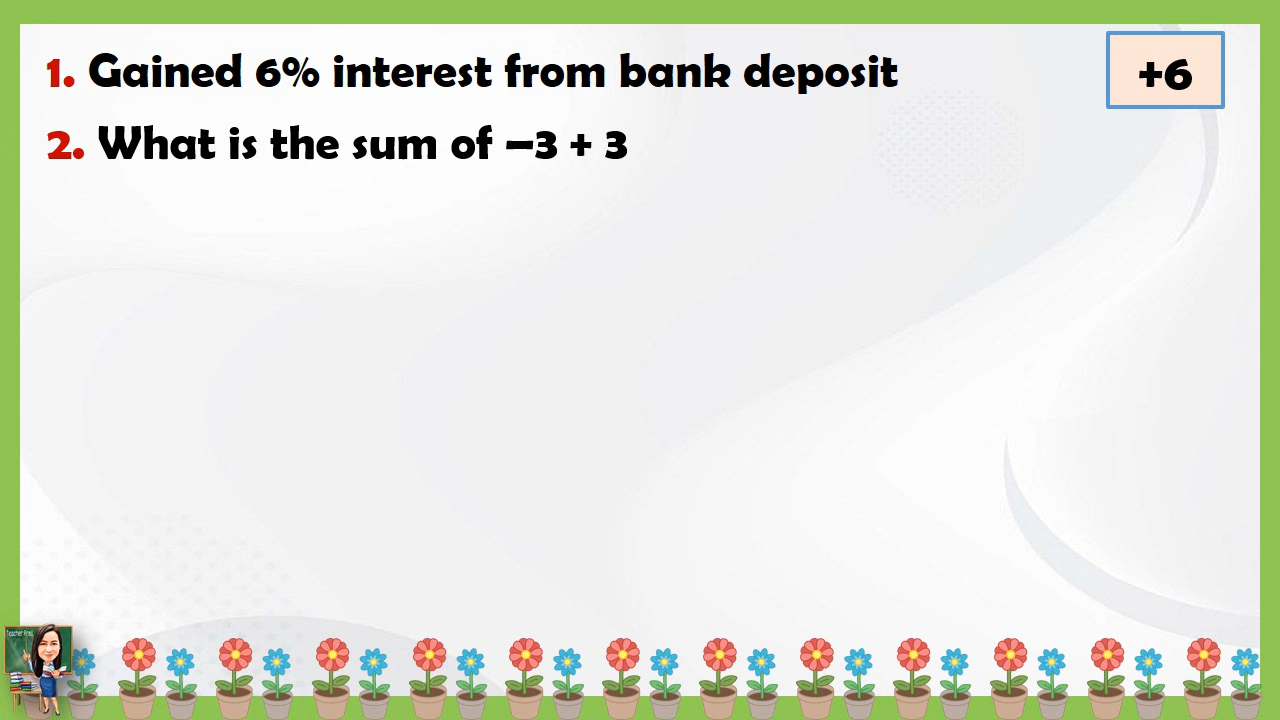 1. Gained 6% interest from bank deposit
+6
2. What is the sum of –3 + 3